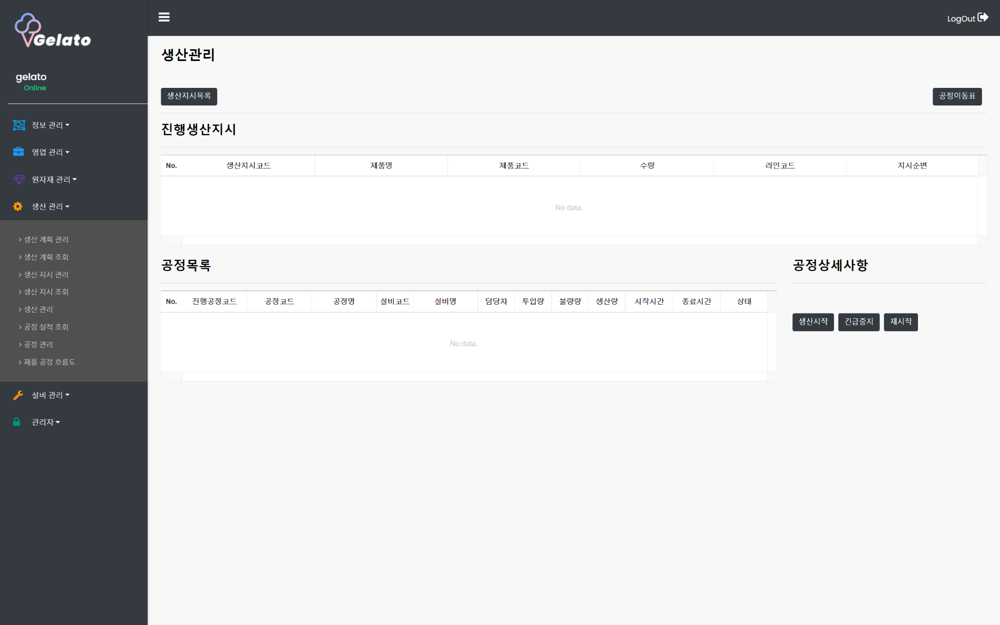 Gelato
LogOut
gelato
Online
정보 관리
영업 관리
원자재 관리
생산 관리
> 생산 계획 관리
> 생산 계획 조회
> 생산 지시 관리
> 생산 지시 조회
> 생산 관리
> 공정 실적 조회
> 공정 관리
> 제품 공정 흐름도
설비 관리
관리자
생산관리
생산지시목록 공정이동표
진행생산지시
No. 생산지시코드 제품명 제품코드 수량 라인코드 지시순번
No data.
공정목록
No. 진행공정코드 공정코드 공정명 설비코드 설비명 담당자 투입량 불량량 생산량 시작시간 종료시간 상태
No data.
공정상세사항
생산시작 긴급중지 재시작